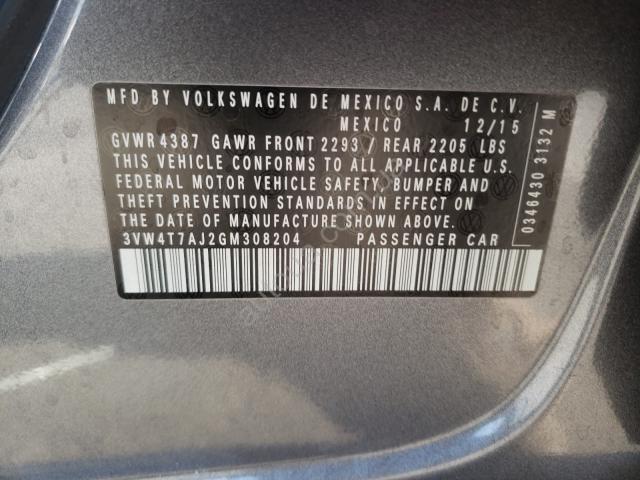 MFD BY VOLKSWAGEN DE MEXICO S.A. DE C.V.
MEXICO 12/15
GVWR 4387 GAWR FRONT 2293 / REAR 2205 LBS
THIS VEHICLE CONFORMS TO ALL APPLICABLE U.S.
FEDERAL MOTOR VEHICLE SAFETY, BUMPER AND
THEFT PREVENTION STANDARDS IN EFFECT ON
THE DATE OF MANUFACTURE SHOWN ABOVE.
3VW4T7AJ2GM308204 PASSENGER CAR
0346430 3132 M